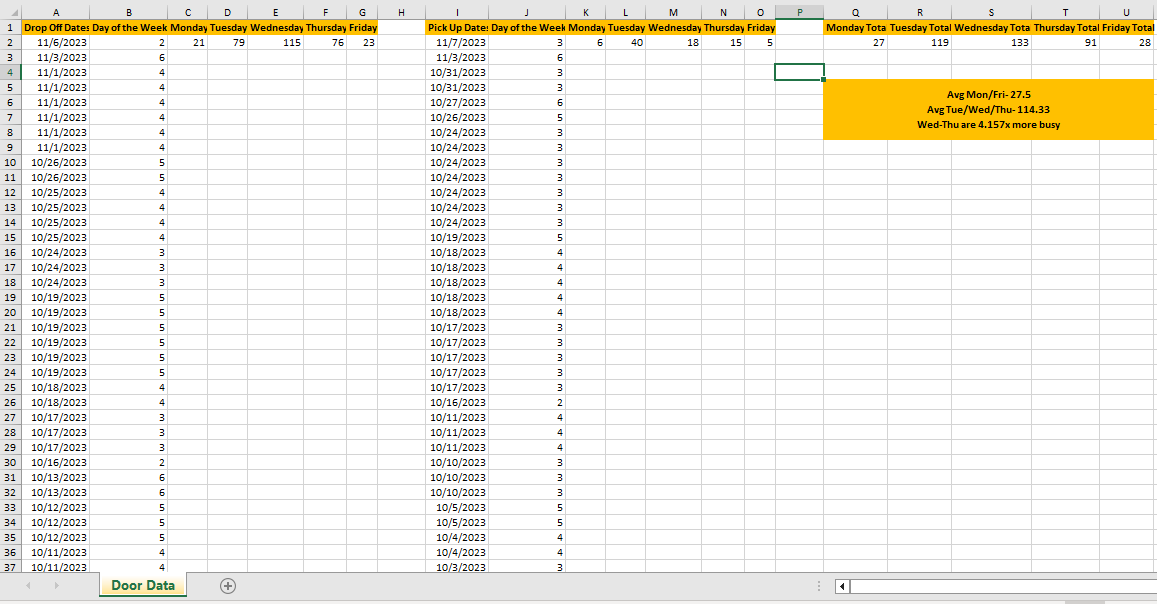 A B C D E F G H I J K L M N O P Q R S T U
1 Drop Off Dates Day of the Week Monday Tuesday Wednesday Thursday Friday Pick Up Dates Day of the Week Monday Tuesday Wednesday Thursday Friday Monday Tota Tuesday Total Wednesday Tota Thursday Total Friday Total
2 11/6/2023 2 21 79 115 76 23 11/7/2023 3 6 40 18 15 5 27 119 133 91 28
3 11/3/2023 6 11/3/2023 6
4 11/1/2023 4 10/31/2023 3
5 11/1/2023 4 10/31/2023 3
6 11/1/2023 4 10/27/2023 6
7 11/1/2023 4 10/26/2023 5
8 11/1/2023 4 10/24/2023 3
9 11/1/2023 4 10/24/2023 3
Avg Mon/Fri- 27.5
Avg Tue/Wed/Thu- 114.33
Wed-Thu are 4.157x more busy
10 10/26/2023 5 10/24/2023 3
11 10/26/2023 5 10/24/2023 3
12 10/25/2023 4 10/24/2023 3
13 10/25/2023 4 10/24/2023 3
14 10/25/2023 4 10/24/2023 3
15 10/25/2023 4 10/19/2023 5
16 10/24/2023 3 10/18/2023 4
17 10/24/2023 3 10/18/2023 4
18 10/24/2023 3 10/18/2023 4
19 10/19/2023 5 10/18/2023 4
20 10/19/2023 5 10/18/2023 4
21 10/19/2023 5 10/17/2023 3
22 10/19/2023 5 10/17/2023 3
23 10/19/2023 5 10/17/2023 3
24 10/19/2023 5 10/17/2023 3
25 10/18/2023 4 10/17/2023 3
26 10/18/2023 4 10/16/2023 2
27 10/17/2023 3 10/11/2023 4
28 10/17/2023 3 10/11/2023 4
29 10/17/2023 3 10/11/2023 4
30 10/16/2023 2 10/10/2023 3
31 10/13/2023 6 10/10/2023 3
32 10/13/2023 6 10/10/2023 3
33 10/12/2023 5 10/5/2023 5
34 10/12/2023 5 10/5/2023 5
35 10/12/2023 5 10/4/2023 4
36 10/11/2023 4 10/4/2023 4
37 10/11/2023 4 10/3/2023 3
Door Data